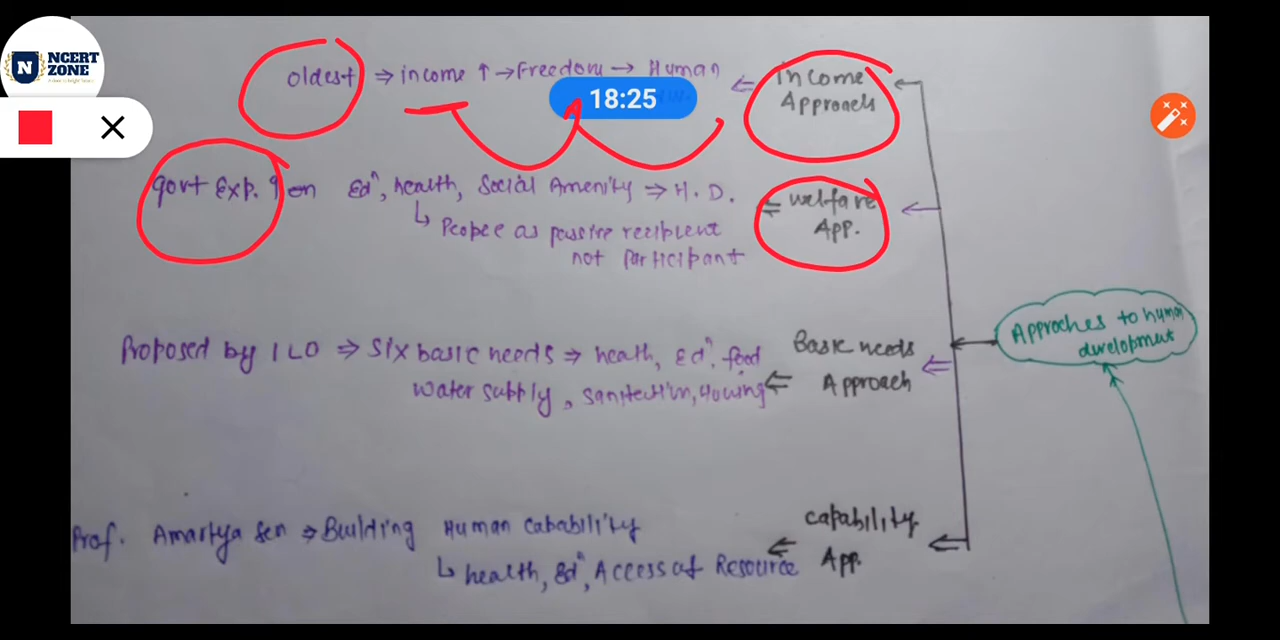 NCERT
ZONE
oldest ⇒ income ↑ → Freedom → Human
18:25
⇐ income
Approach
Govt Exp. ↑ on Edⁿ, health, Social Amenity ⇒ H.D.
⇐ welfare
App.
↳ People as passive recipient
not Participant
Approches to human
development
Proposed by ILO ⇒ Six basic needs ⇒ health, Edⁿ, food
water supply, sanitection, Housing
⇐ Basic needs
Approach
Prof. Amartya Sen ⇒ Building Human Capability
↳ health, Edⁿ, Access of Resource
⇐ capability
App.